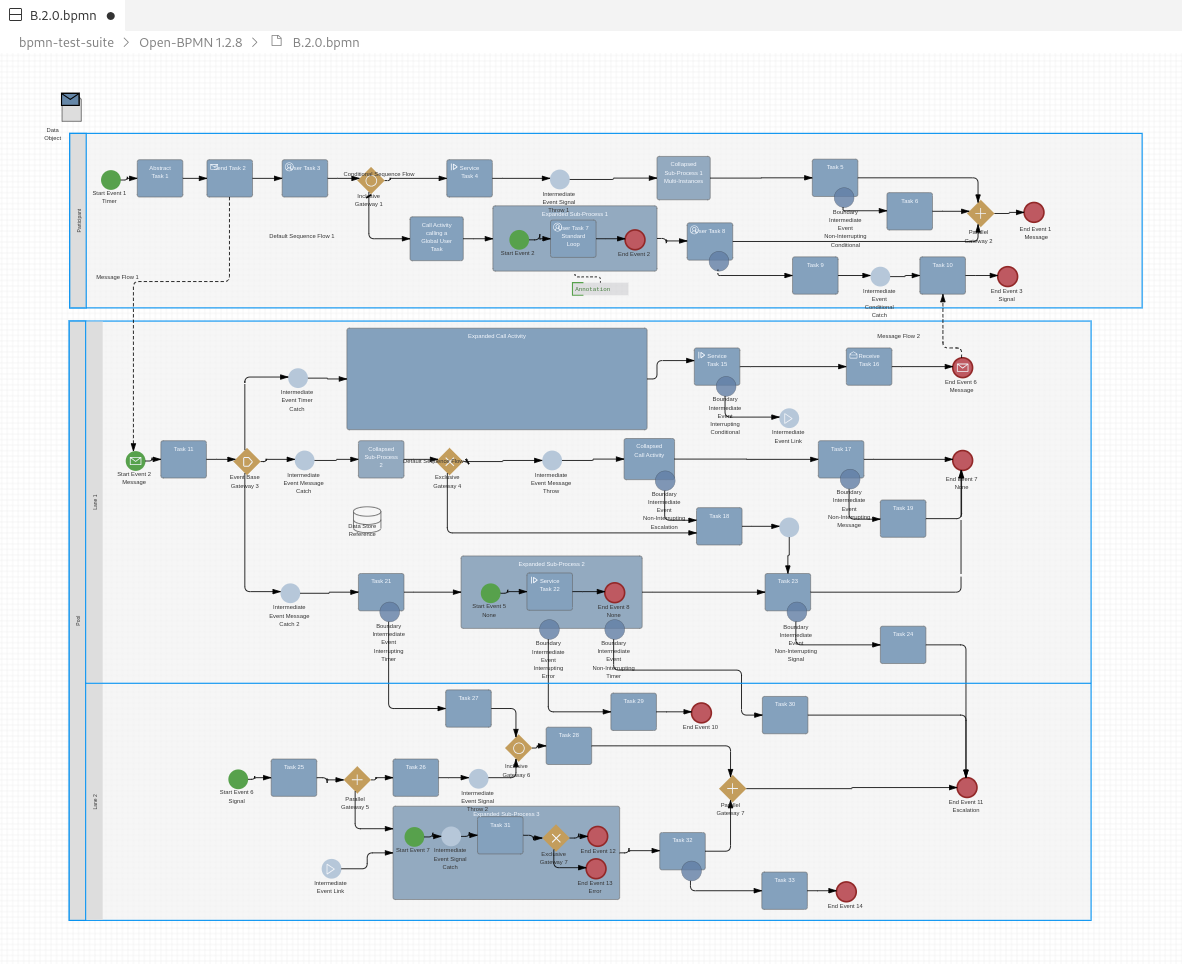 B.2.0.bpmn
bpmn-test-suite
Open-BPMN 1.2.8
B.2.0.bpmn
Data
Object
Participant
Start Event 1
Timer
Abstract
Task 1
Task 2
Task 3
Conditional Sequence Flow
Inclusive
Gateway 1
Service
Task 4
Intermediate
Event Signal
Throw 1
Collapsed
Sub-Process 1
Multi-Instances
Task 5
Boundary
Intermediate
Event
Non-Interrupting
Conditional
Task 6
Parallel
Gateway 2
End Event 1
Message
Default Sequence Flow 1
Call Activity
calling a
Global User
Task
Expanded Sub-Process 1
Start Event 2
User Task 7
Standard
Loop
End Event 2
User Task 8
Annotation
Task 9
Intermediate
Event
Conditional
Catch
Task 10
End Event 3
Signal
Message Flow 1
Message Flow 2
Pool
Lane 1
Expanded Call Activity
Intermediate
Event Timer
Catch
Service
Task 15
Boundary
Intermediate
Event
Interrupting
Conditional
Intermediate
Event Link
Receive
Task 16
End Event 6
Message
Start Event 2
Message
Task 11
Event Base
Gateway 3
Intermediate
Event Message
Catch
Collapsed
Sub-Process
2
Default Sequence Flow
Exclusive
Gateway 4
Intermediate
Event Message
Throw
Collapsed
Call Activity
Boundary
Intermediate
Event
Non-Interrupting
Escalation
Task 17
Boundary
Intermediate
Event
Non-Interrupting
Message
End Event 7
None
Data Store
Reference
Task 18
Task 19
Intermediate
Event Message
Catch 2
Task 21
Boundary
Intermediate
Event
Interrupting
Timer
Expanded Sub-Process 2
Start Event 5
None
Service
Task 22
End Event 8
None
Boundary
Intermediate
Event
Interrupting
Error
Boundary
Intermediate
Event
Non-Interrupting
Timer
Task 23
Boundary
Intermediate
Event
Non-Interrupting
Signal
Task 24
Lane 2
Task 27
Task 29
End Event 10
Task 30
Inclusive
Gateway 6
Task 28
Start Event 6
Signal
Task 25
Parallel
Gateway 5
Task 26
Intermediate
Event Signal
Throw 2
Parallel
Gateway 7
End Event 11
Escalation
Expanded Sub-Process 3
Start Event 7
Intermediate
Event Signal
Catch
Task 31
Exclusive
Gateway 7
End Event 12
End Event 13
Error
Intermediate
Event Link
Task 32
Task 33
End Event 14